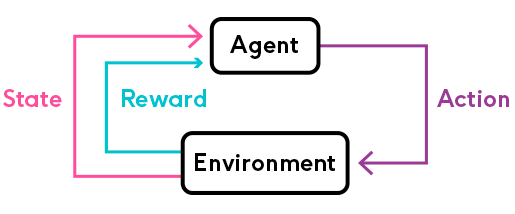 Agent
State
Reward
Action
Environment